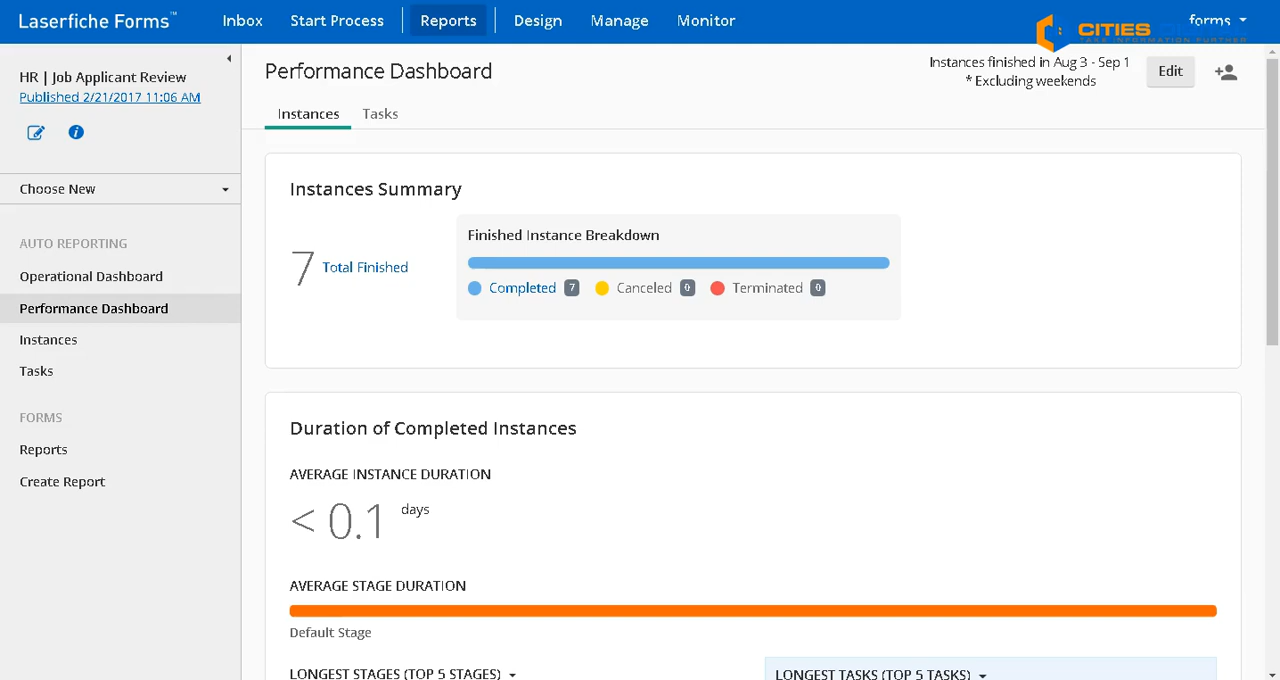 Laserfiche Forms™
Inbox
Start Process
Reports
Design
Manage
Monitor
CITIES
TAKE INFORMATION FURTHER
forms
HR | Job Applicant Review
Published 2/21/2017 11:06 AM
Choose New
AUTO REPORTING
Operational Dashboard
Performance Dashboard
Instances
Tasks
FORMS
Reports
Create Report
Performance Dashboard
Instances finished in Aug 3 - Sep 1
* Excluding weekends
Edit
Instances
Tasks
Instances Summary
7 Total Finished
Finished Instance Breakdown
Completed 7 Canceled 0 Terminated 0
Duration of Completed Instances
AVERAGE INSTANCE DURATION
< 0.1 days
AVERAGE STAGE DURATION
Default Stage
LONGEST STAGES (TOP 5 STAGES)
LONGEST TASKS (TOP 5 TASKS)